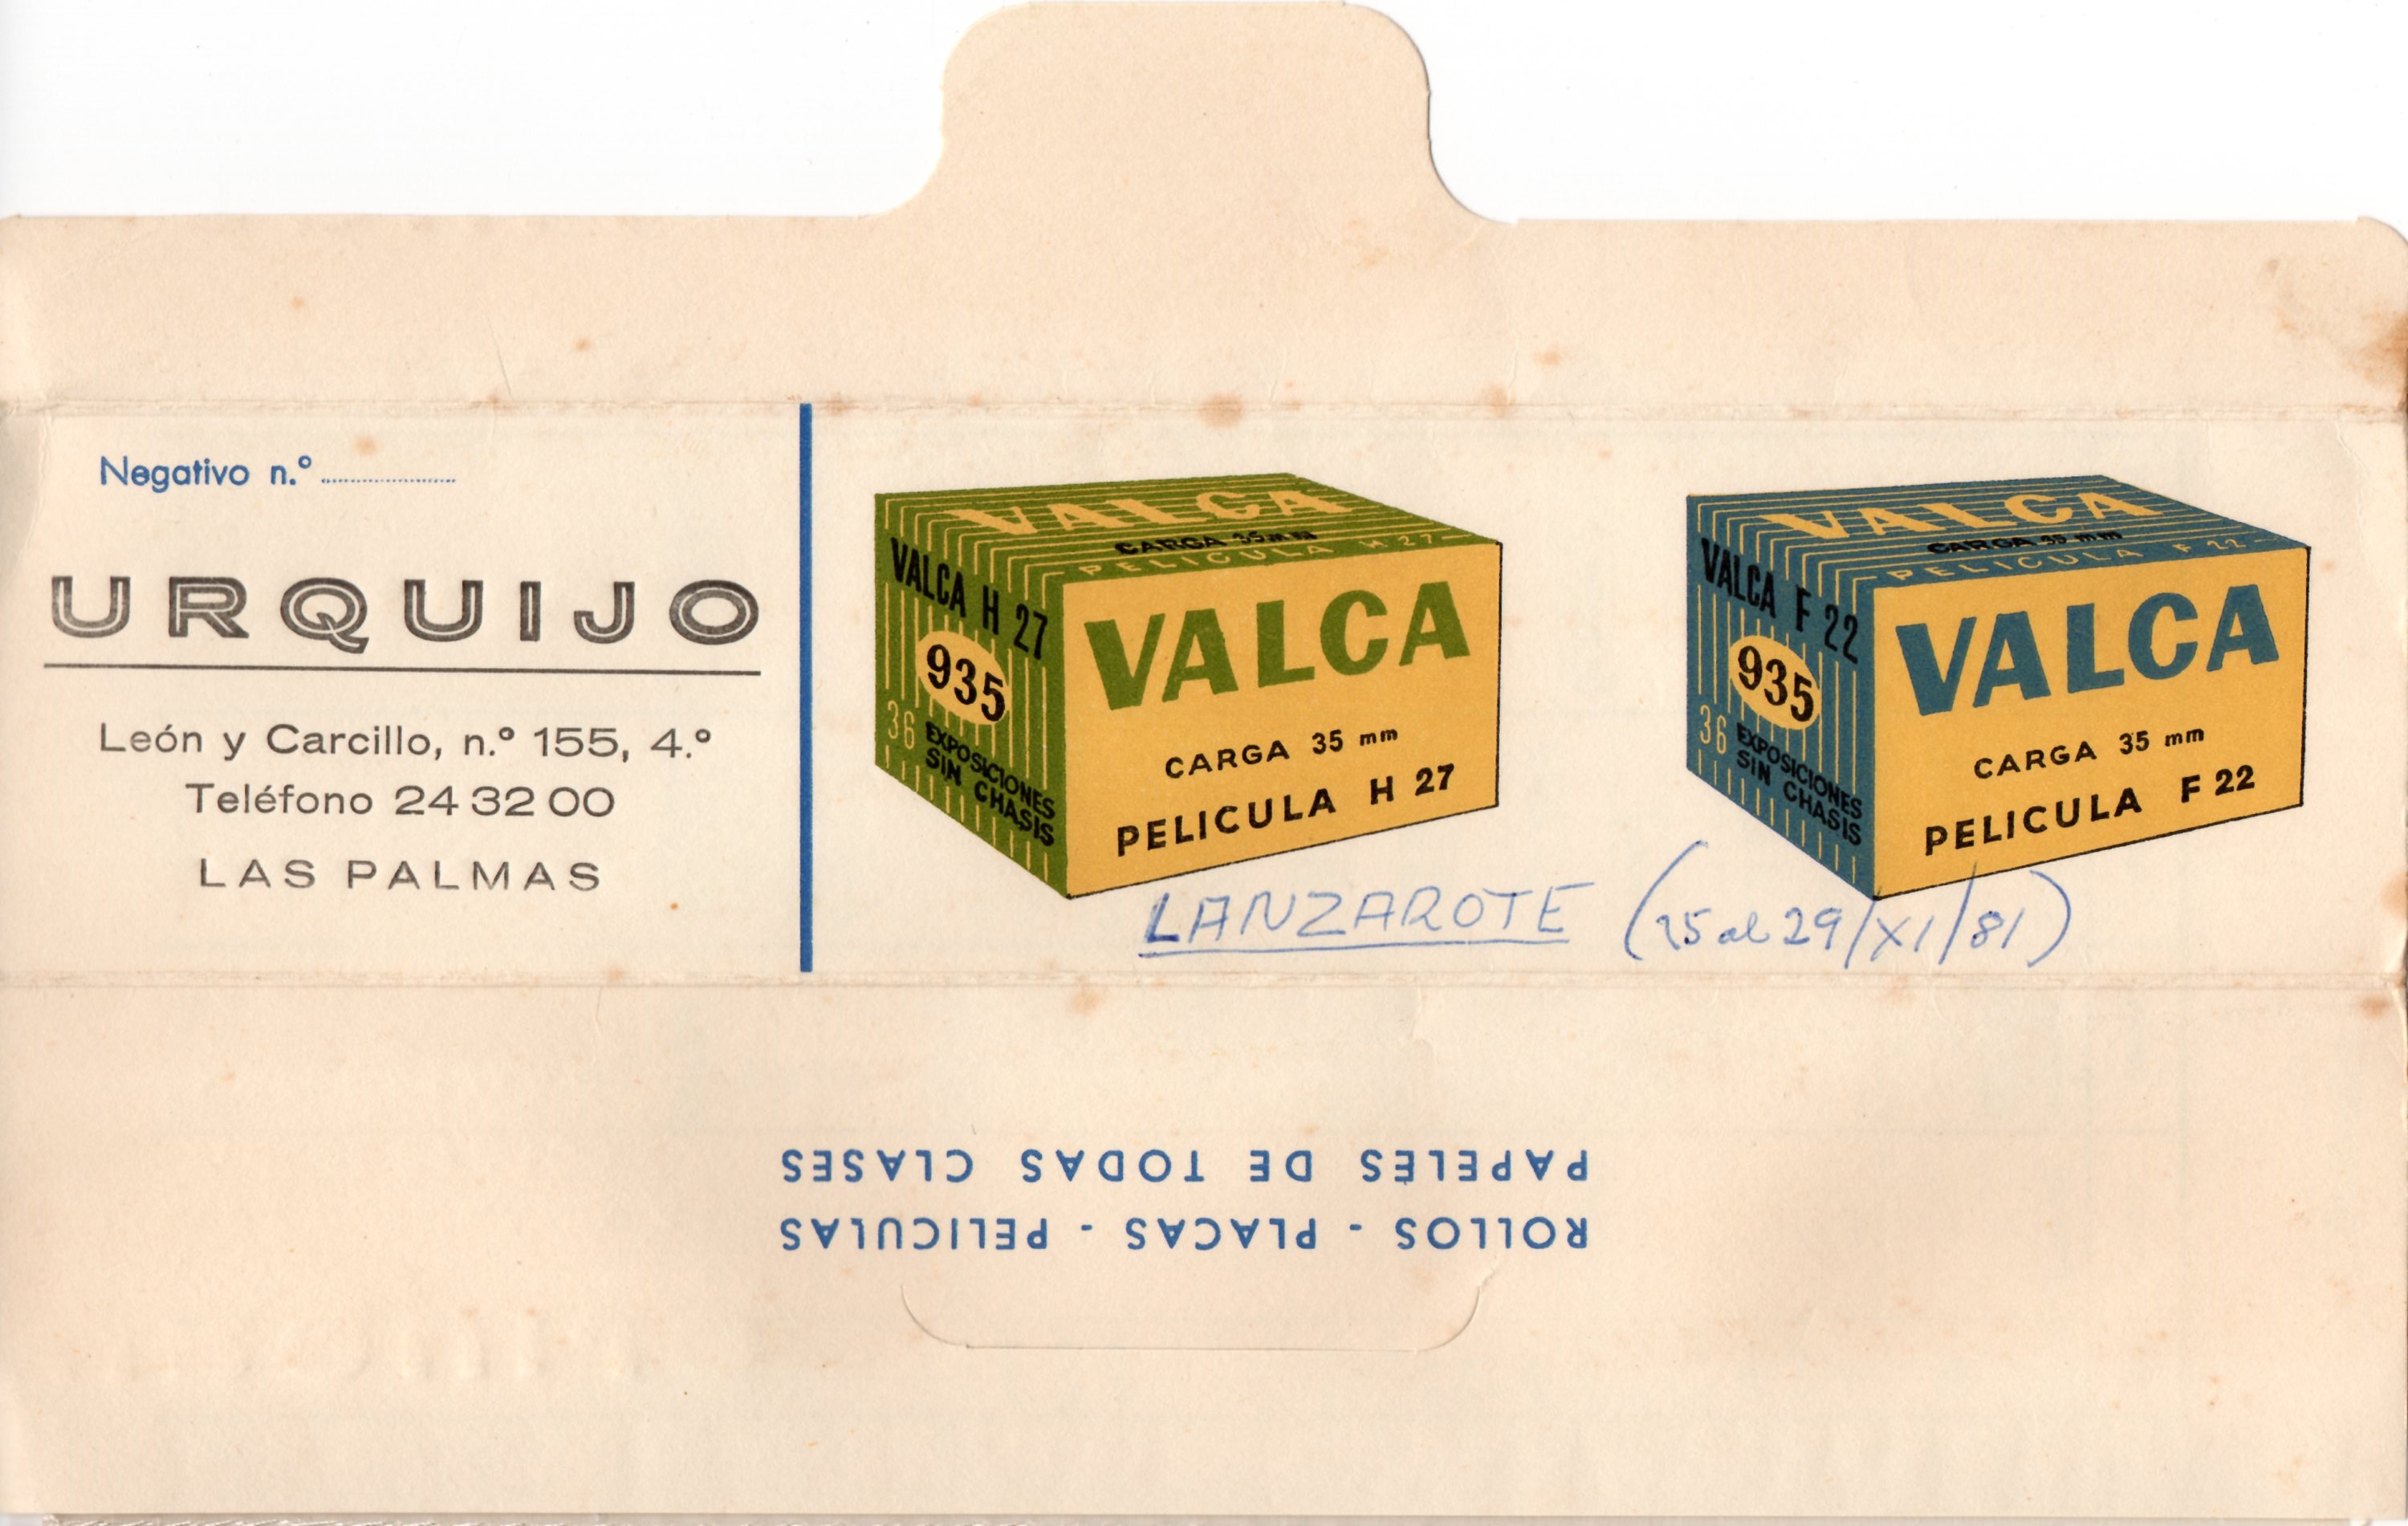 Negativo n.º
URQUIJO
León y Carcillo, n.º 155, 4.º
Teléfono 24 32 00
LAS PALMAS
VALCA
CARGA 35 mm
PELICULA H 27
VALCA H 27
935
36 EXPOSICIONES
SIN CHASIS
VALCA
CARGA 35 mm
PELICULA H 27
VALCA
CARGA 35 mm
PELICULA F 22
VALCA F 22
935
36 EXPOSICIONES
SIN CHASIS
VALCA
CARGA 35 mm
PELICULA F 22
LANZAROTE (25 al 29/XI/81)
ROLLOS - PLACAS - PELICULAS
PAPELES DE TODAS CLASES